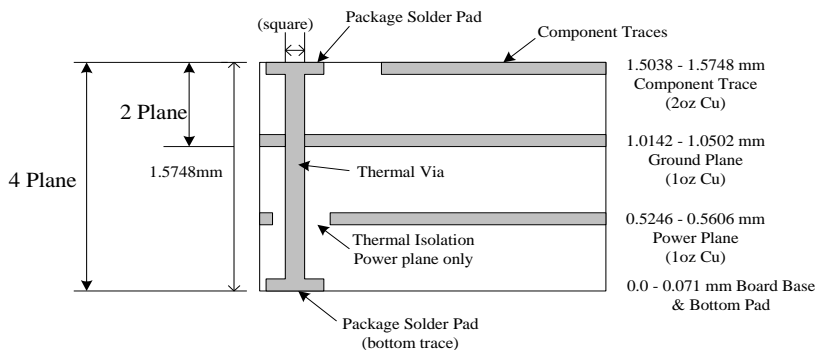 (square)
Package Solder Pad
Component Traces
1.5038 - 1.5748 mm
Component Trace
(2oz Cu)
2 Plane
4 Plane
1.5748mm
1.0142 - 1.0502 mm
Ground Plane
(1oz Cu)
Thermal Via
0.5246 - 0.5606 mm
Power Plane
(1oz Cu)
Thermal Isolation
Power plane only
0.0 - 0.071 mm Board Base
& Bottom Pad
Package Solder Pad
(bottom trace)